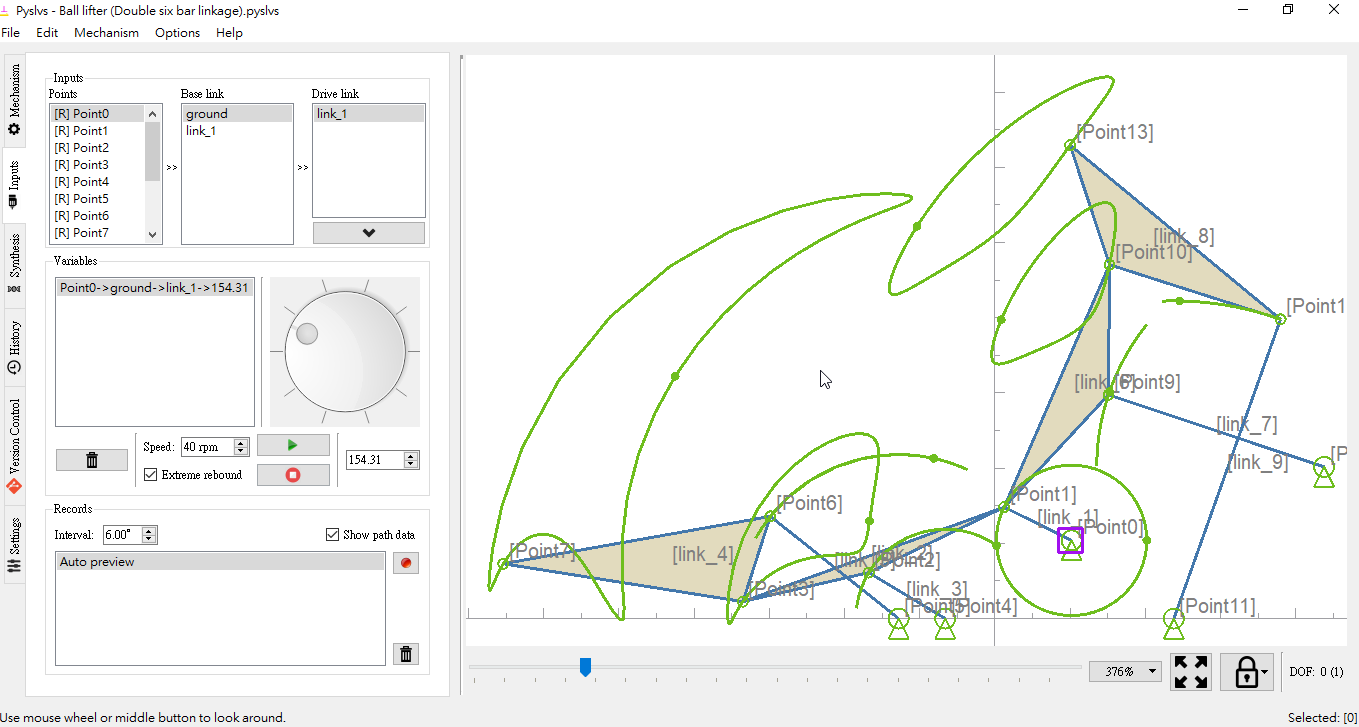 Pyslvs - Ball lifter (Double six bar linkage).pyslvs
File Edit Mechanism Options Help
Mechanism
Inputs
Synthesis
History
Version Control
Settings
Inputs
Points
Base link
Drive link
[R] Point0
[R] Point1
[R] Point2
[R] Point3
[R] Point4
[R] Point5
[R] Point6
[R] Point7
>>
ground
link_1
>>
link_1
Variables
Point0->ground->link_1->154.31
Speed: 40 rpm
Extreme rebound
154.31
Records
Interval: 6.00°
Show path data
Auto preview
[Point13]
[link_8]
[Point10]
[Point1
[Point9]
[link_7]
[link_9]
[P
[Point6]
[Point1]
[link_1]
[Point0]
[Point7]
[link_4]
[Point2]
[Point3]
[link_3]
[Point4]
[Point11]
376%
DOF: 0 (1)
Use mouse wheel or middle button to look around.
Selected: [0]